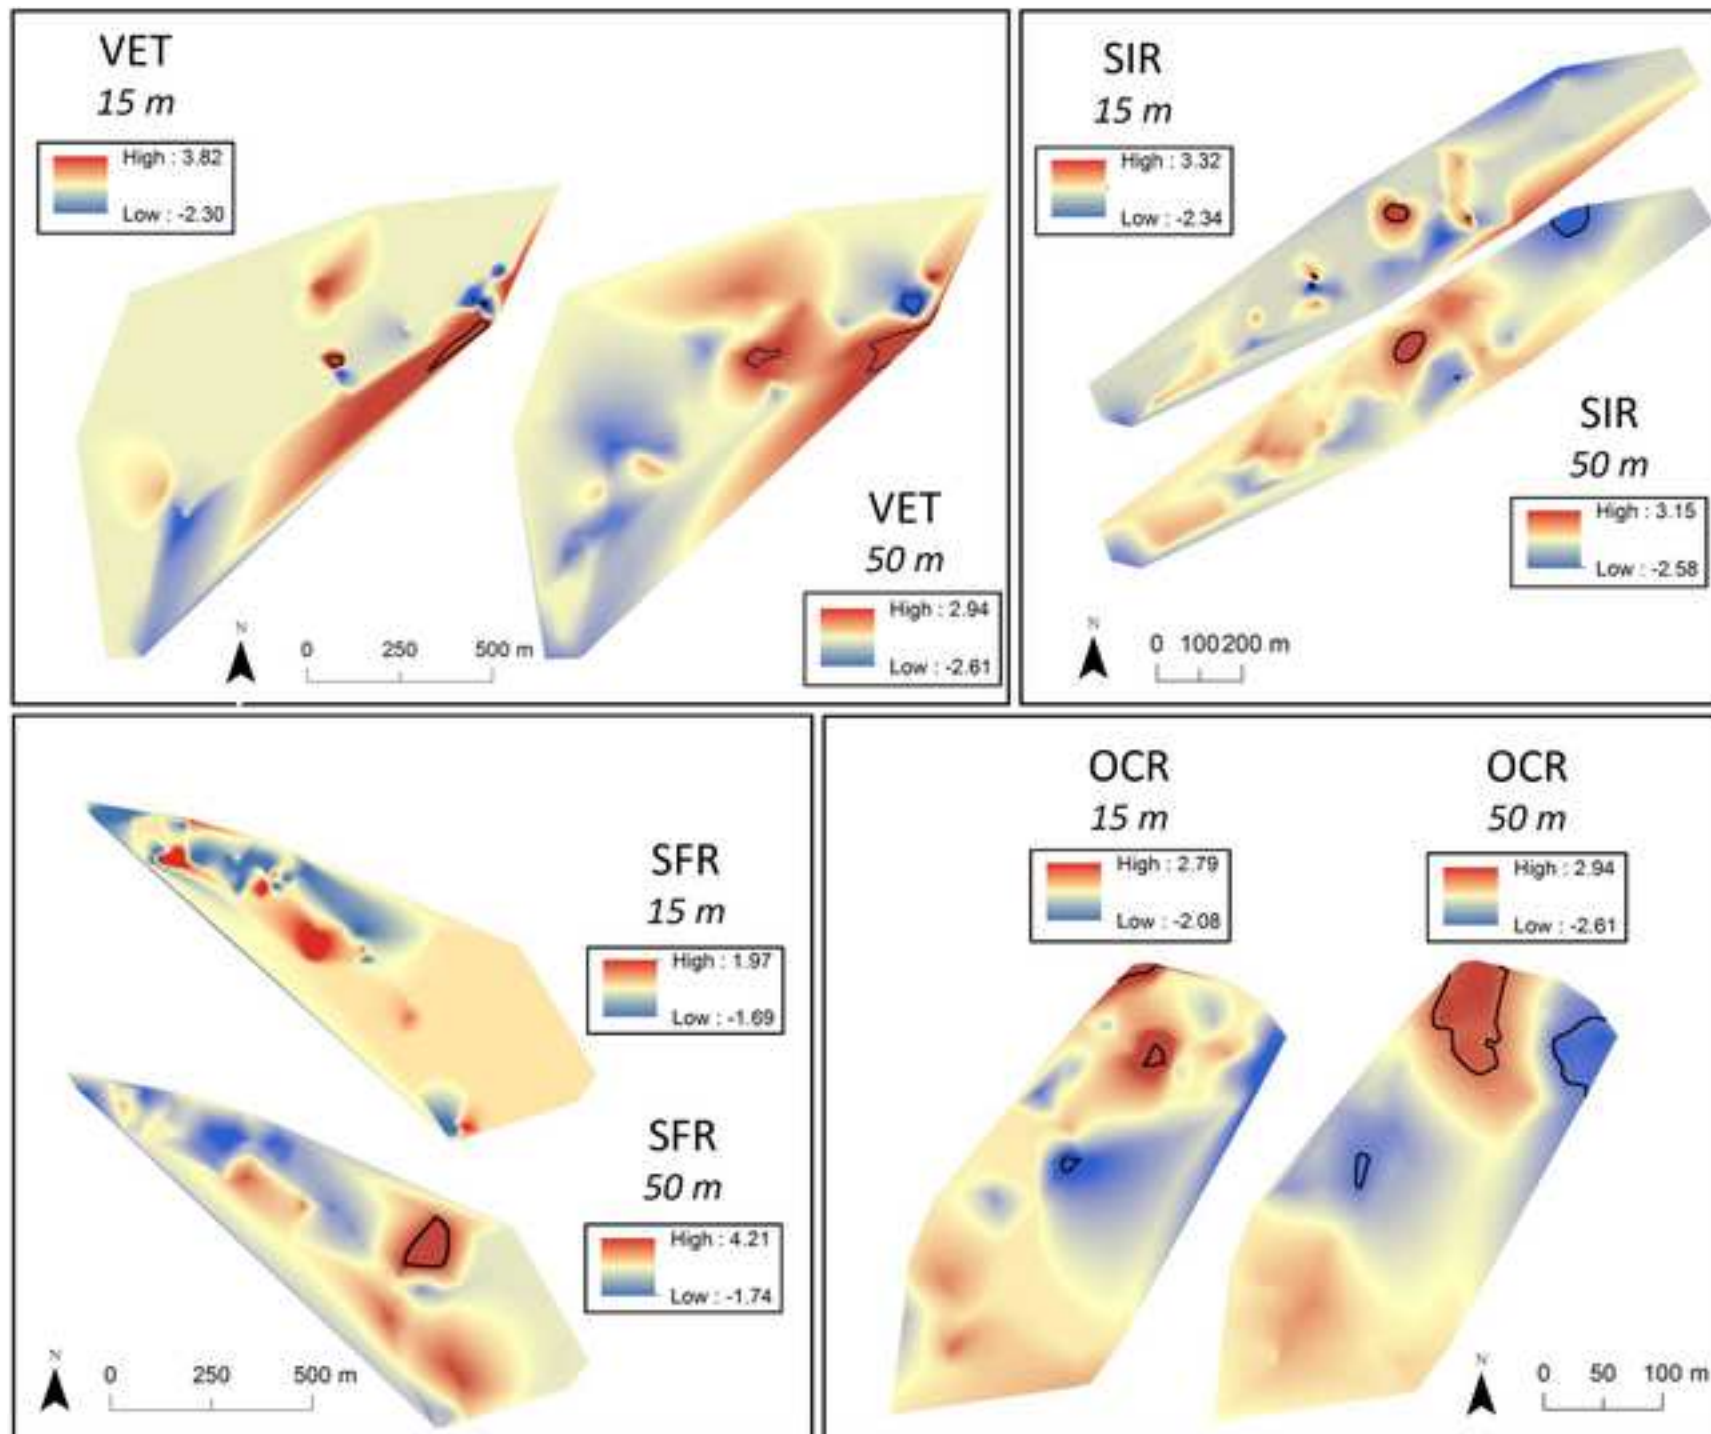 VET
15 m
High : 3.82
Low : -2.30
VET
50 m
High : 2.94
Low : -2.61
N
0 250 500 m
SIR
15 m
High : 3.32
Low : -2.34
SIR
50 m
High : 3.15
Low : -2.58
N
0 100 200 m
SFR
15 m
High : 1.97
Low : -1.69
SFR
50 m
High : 4.21
Low : -1.74
N
0 250 500 m
OCR
15 m
High : 2.79
Low : -2.08
OCR
50 m
High : 2.94
Low : -2.61
N
0 50 100 m